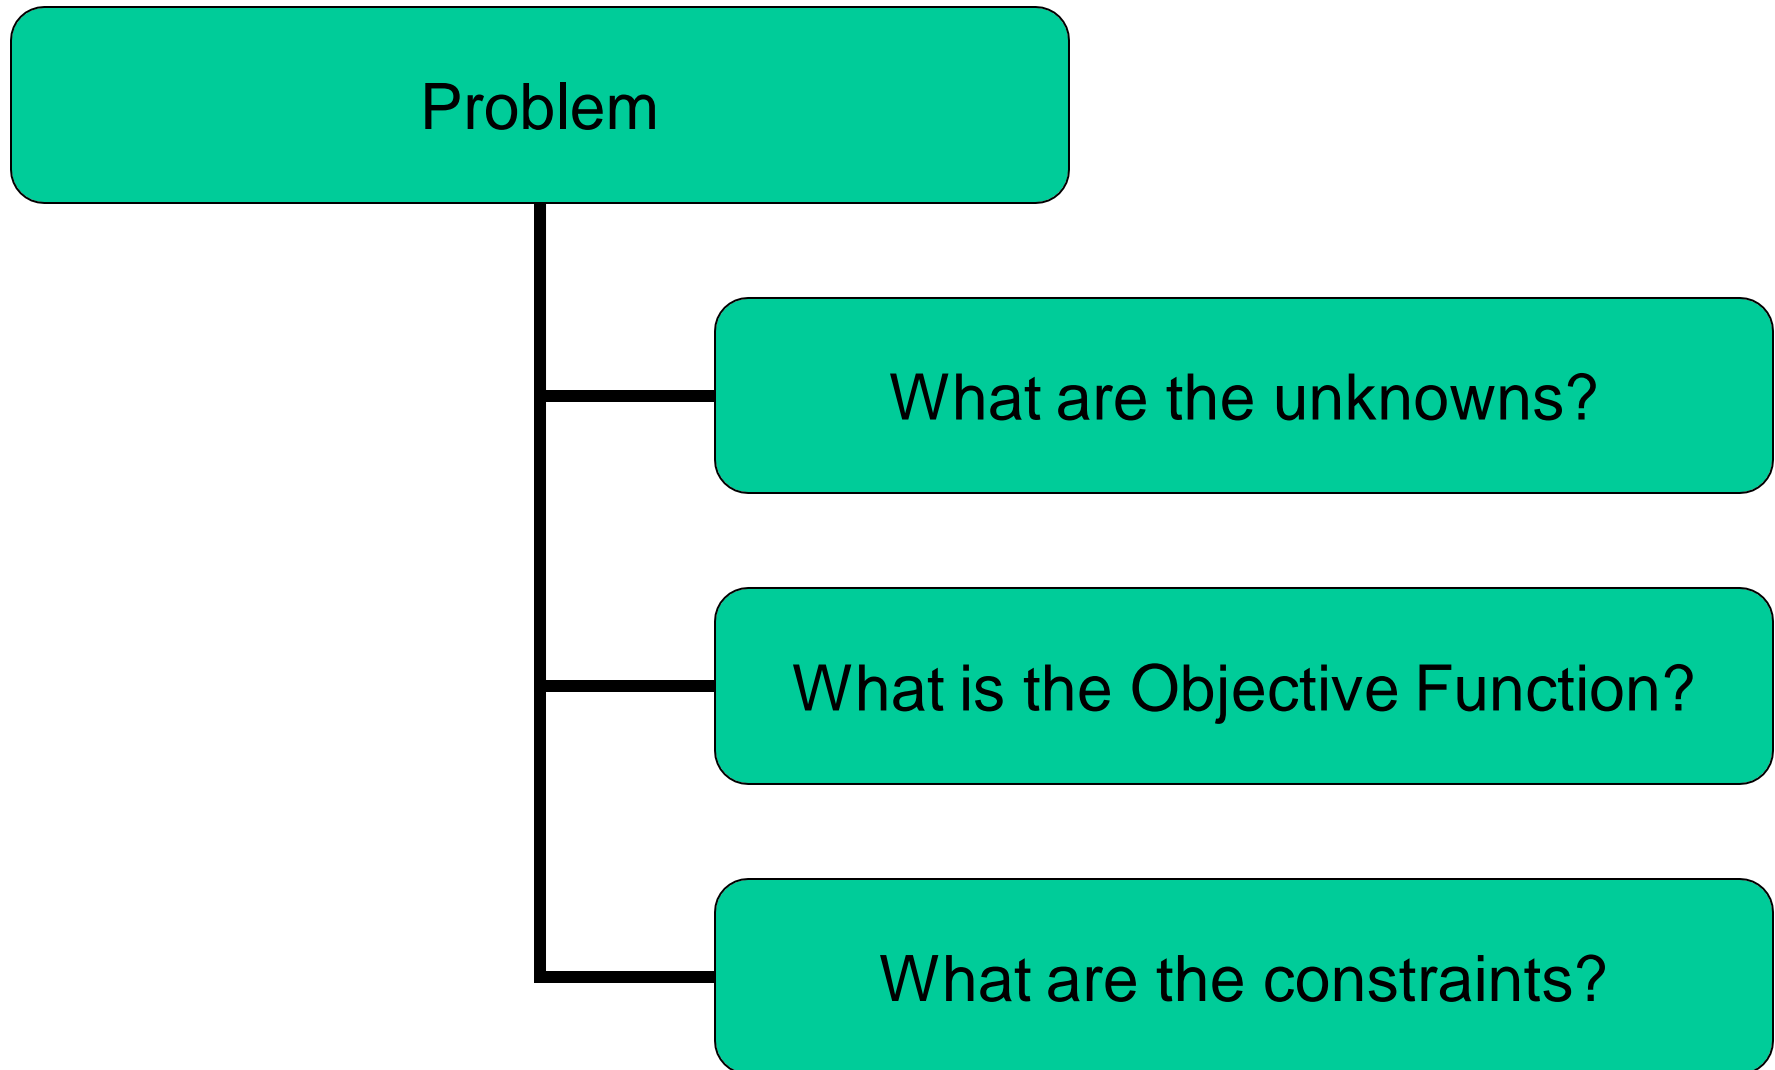 Problem
What are the unknowns?
What is the Objective Function?
What are the constraints?